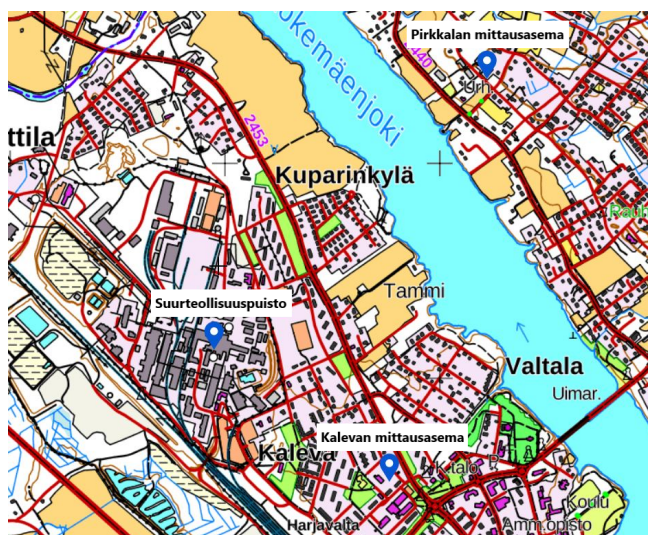 Pirkkalan mittausasema
2440
Urh.
Kokemäenjoki
ttila
2453
Kuparinkylä
Tammi
Suurteollisuuspuisto
Valtala
Uimar.
Kalevan mittausasema
Kaleva
K.talo
P
Koulu
Harjavalta
Amm.opisto